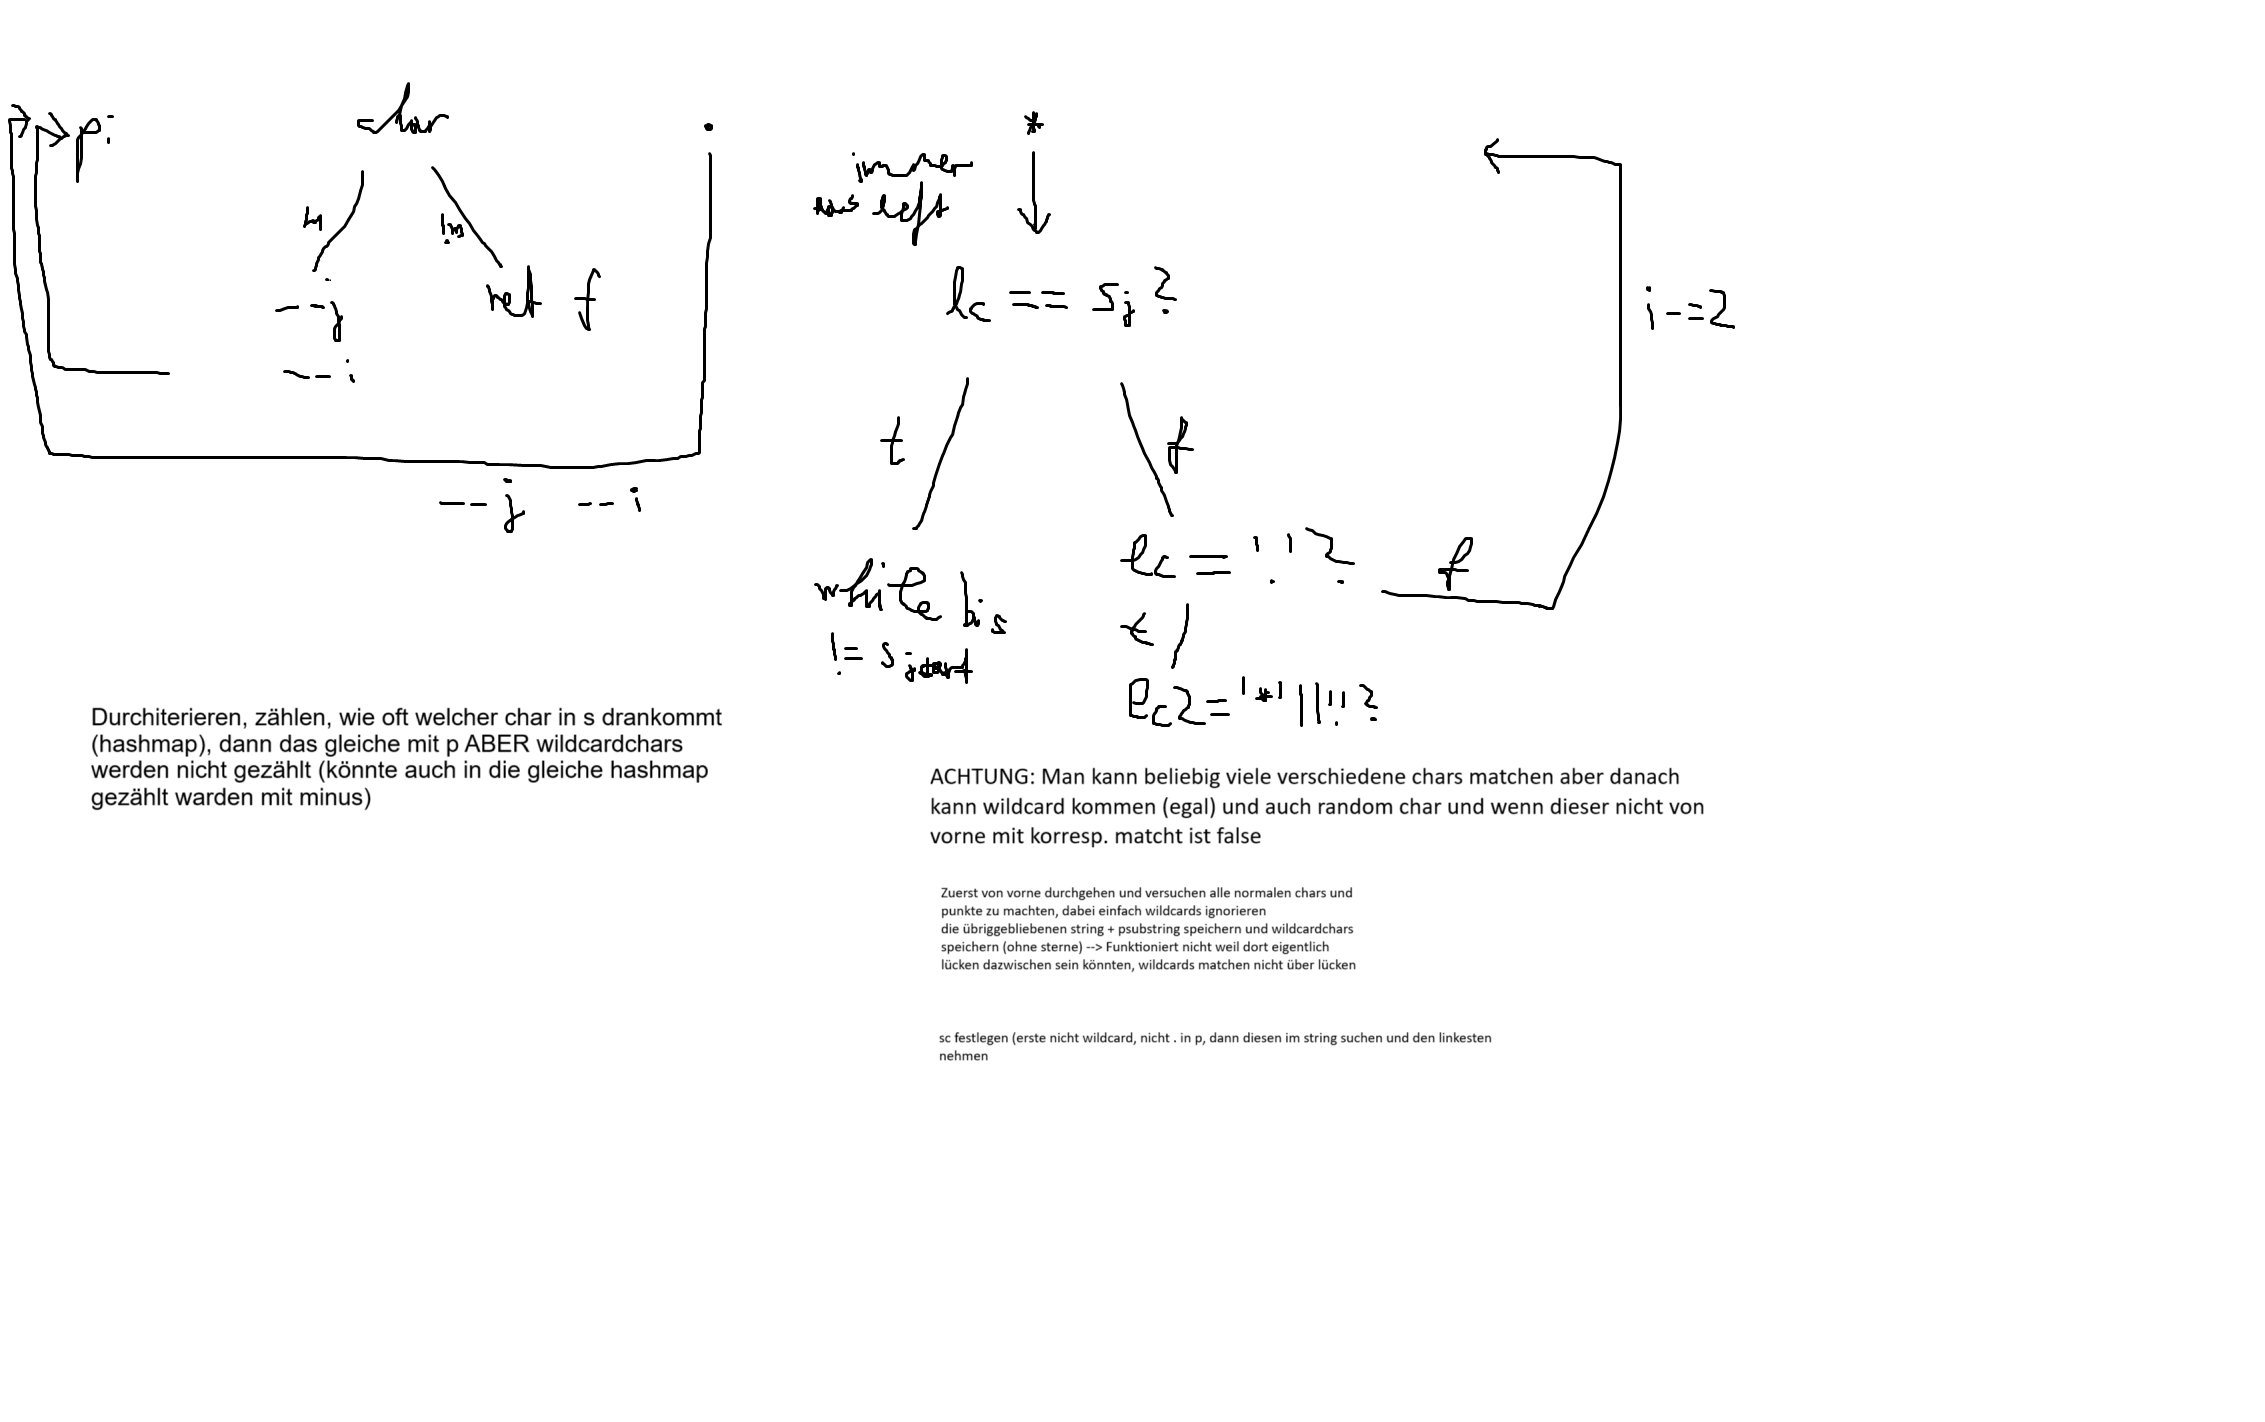 pi
char
.
*
immer
left
m
!m
--j
ret f
--i
lc == sj?
i-=2
t
f
--j --i
lc = '.'?
f
while bis
!= s jstart
t
lc2='*'||'.'?
Durchiterieren, zählen, wie oft welcher char in s drankommt
(hashmap), dann das gleiche mit p ABER wildcardchars
werden nicht gezählt (könnte auch in die gleiche hashmap
gezählt warden mit minus)
ACHTUNG: Man kann beliebig viele verschiedene chars matchen aber danach
kann wildcard kommen (egal) und auch random char und wenn dieser nicht von
vorne mit korresp. matcht ist false
Zuerst von vorne durchgehen und versuchen alle normalen chars und
punkte zu machten, dabei einfach wildcards ignorieren
die übriggebliebenen string + psubstring speichern und wildcardchars
speichern (ohne sterne) --> Funktioniert nicht weil dort eigentlich
lücken dazwischen sein könnten, wildcards matchen nicht über lücken
sc festlegen (erste nicht wildcard, nicht . in p, dann diesen im string suchen und den linkesten
nehmen